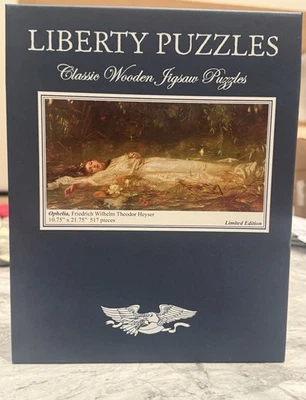 LIBERTY PUZZLES
Classic Wooden Jigsaw Puzzles
Ophelia, Friedrich Wilhelm Theodor Heyser
10.75" x 21.75" 517 pieces
Limited Edition